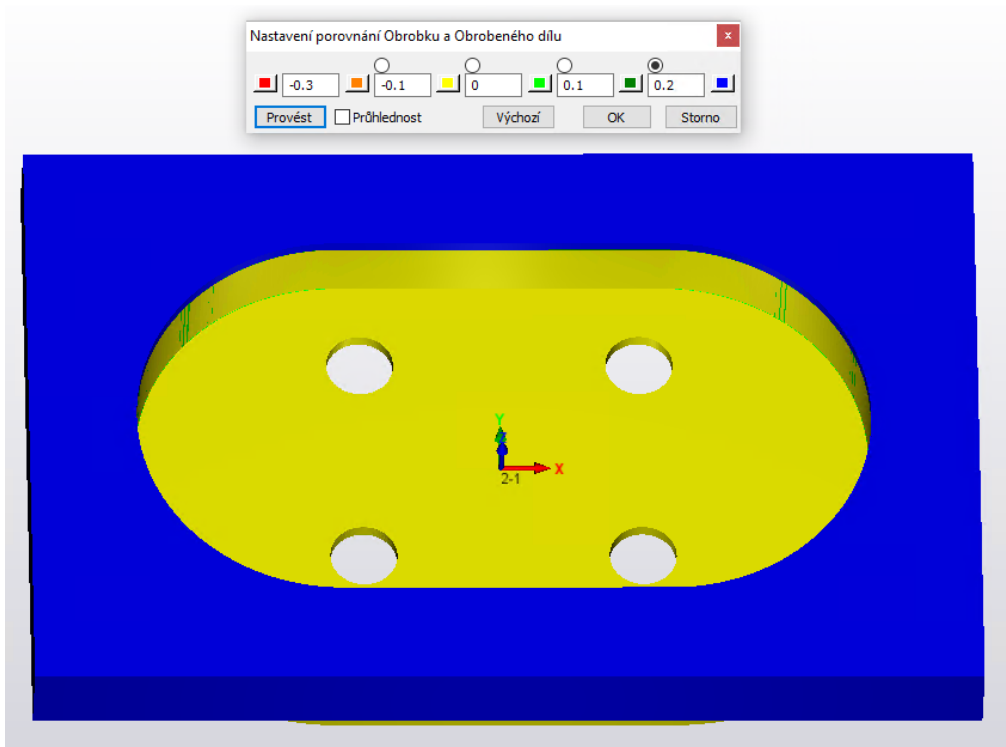 Nastavení porovnání Obrobku a Obrobeného dílu
x
-0.3 -0.1 0 0.1 0.2
Provést Průhlednost Výchozí OK Storno
Y
Z
X
2-1